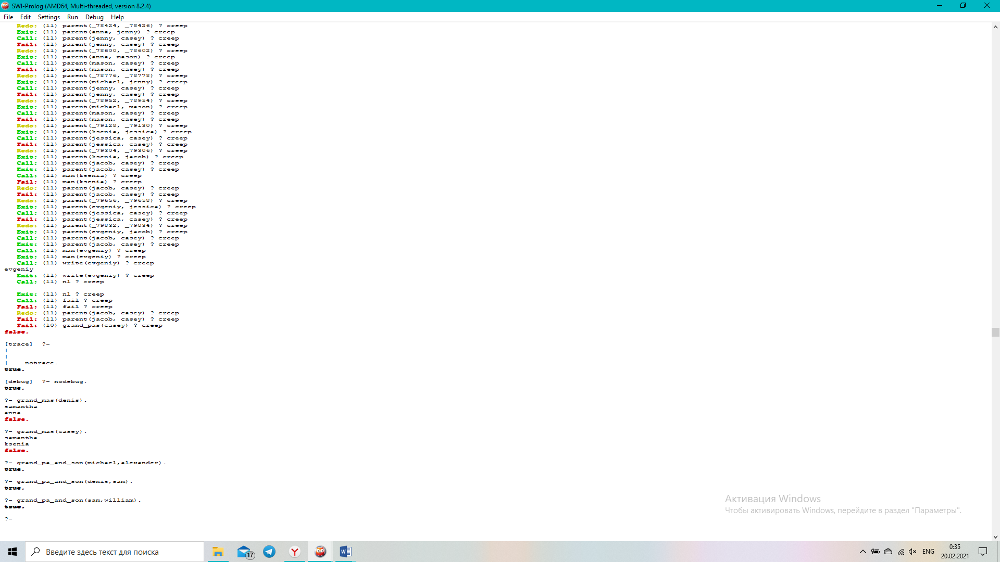 SWI-Prolog (AMD64, Multi-threaded, version 8.2.4)
File Edit Settings Run Debug Help
Redo: (11) parent(_78424, _78426) ? creep
Exit: (11) parent(anna, jenny) ? creep
Call: (11) parent(jenny, casey) ? creep
Fail: (11) parent(jenny, casey) ? creep
Redo: (11) parent(_78600, _78602) ? creep
Exit: (11) parent(anna, mason) ? creep
Call: (11) parent(mason, casey) ? creep
Fail: (11) parent(mason, casey) ? creep
Redo: (11) parent(_78776, _78778) ? creep
Exit: (11) parent(michael, jenny) ? creep
Call: (11) parent(jenny, casey) ? creep
Fail: (11) parent(jenny, casey) ? creep
Redo: (11) parent(_78952, _78954) ? creep
Exit: (11) parent(michael, mason) ? creep
Call: (11) parent(mason, casey) ? creep
Fail: (11) parent(mason, casey) ? creep
Redo: (11) parent(_79128, _79130) ? creep
Exit: (11) parent(ksenia, jessica) ? creep
Call: (11) parent(jessica, casey) ? creep
Fail: (11) parent(jessica, casey) ? creep
Redo: (11) parent(_79304, _79306) ? creep
Exit: (11) parent(ksenia, jacob) ? creep
Call: (11) parent(jacob, casey) ? creep
Exit: (11) parent(jacob, casey) ? creep
Call: (11) man(ksenia) ? creep
Fail: (11) man(ksenia) ? creep
Redo: (11) parent(jacob, casey) ? creep
Fail: (11) parent(jacob, casey) ? creep
Redo: (11) parent(_79656, _79658) ? creep
Exit: (11) parent(evgeniy, jessica) ? creep
Call: (11) parent(jessica, casey) ? creep
Fail: (11) parent(jessica, casey) ? creep
Redo: (11) parent(_79832, _79834) ? creep
Exit: (11) parent(evgeniy, jacob) ? creep
Call: (11) parent(jacob, casey) ? creep
Exit: (11) parent(jacob, casey) ? creep
Call: (11) man(evgeniy) ? creep
Exit: (11) man(evgeniy) ? creep
Call: (11) write(evgeniy) ? creep
evgeniy
Exit: (11) write(evgeniy) ? creep
Call: (11) nl ? creep
Exit: (11) nl ? creep
Call: (11) fail ? creep
Fail: (11) fail ? creep
Redo: (11) parent(jacob, casey) ? creep
Fail: (11) parent(jacob, casey) ? creep
Fail: (10) grand_pas(casey) ? creep
false.
[trace] ?-
|
|
| notrace.
true.
[debug] ?- nodebug.
true.
?- grand_mas(denis).
samantha
anna
false.
?- grand_mas(casey).
samantha
ksenia
false.
?- grand_pa_and_son(michael,alexander).
true.
?- grand_pa_and_son(denis,sam).
true.
?- grand_pa_and_son(sam,william).
true.
?-
Активация Windows
Чтобы активировать Windows, перейдите в раздел "Параметры".
Введите здесь текст для поиска
17
ENG
0:35
20.02.2021